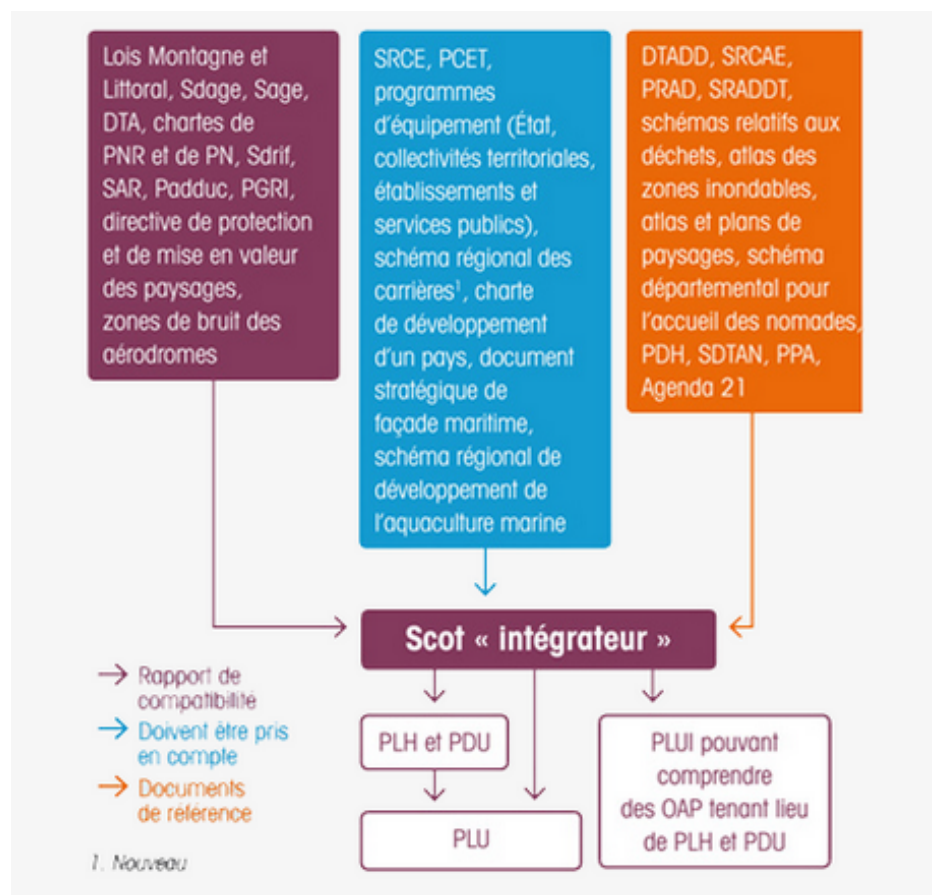 Lois Montagne et
Littoral, Sdage, Sage,
DTA, chartes de
PNR et de PN, Sdrif,
SAR, Padduc, PGRI,
directive de protection
et de mise en valeur
des paysages,
zones de bruit des
aérodromes
SRCE, PCET,
programmes
d'équipement (État,
collectivités territoriales,
établissements et
services publics),
schéma régional des
carrières¹, charte
de développement
d'un pays, document
stratégique de
façade maritime,
schéma régional de
développement de
l'aquaculture marine
DTADD, SRCAE,
PRAD, SRADDT,
schémas relatifs aux
déchets, atlas des
zones inondables,
atlas et plans de
paysages, schéma
départemental pour
l'accueil des nomades,
PDH, SDTAN, PPA,
Agenda 21
Scot « intégrateur »
Rapport de
compatibilité
Doivent être pris
en compte
Documents
de référence
1. Nouveau
PLH et PDU
PLU
PLUI pouvant
comprendre
des OAP tenant lieu
de PLH et PDU